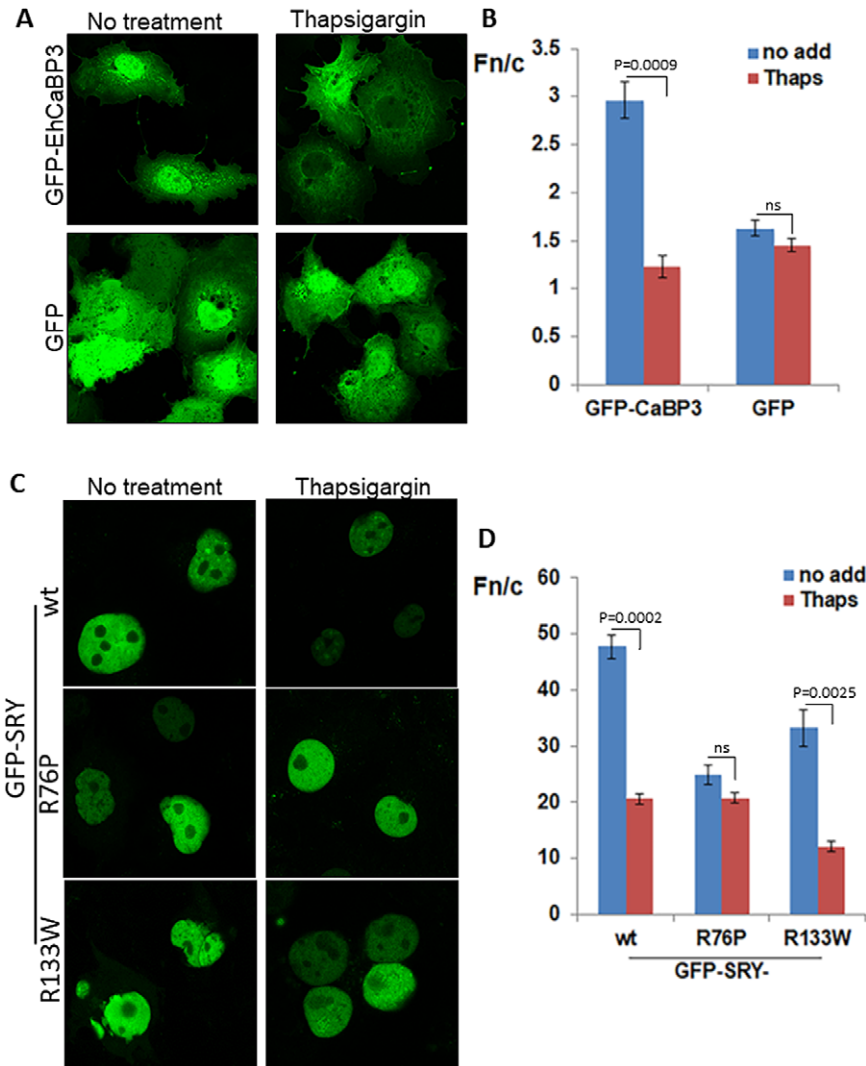 A
No treatment
Thapsigargin
GFP-EhCaBP3
GFP
B
Fn/c
no add
Thaps
P=0.0009
ns
3.5
3
2.5
2
1.5
1
0.5
0
GFP-CaBP3
GFP
C
No treatment
Thapsigargin
GFP-SRY
wt
R76P
R133W
D
Fn/c
no add
Thaps
P=0.0002
ns
P=0.0025
60
50
40
30
20
10
0
wt
R76P
R133W
GFP-SRY-